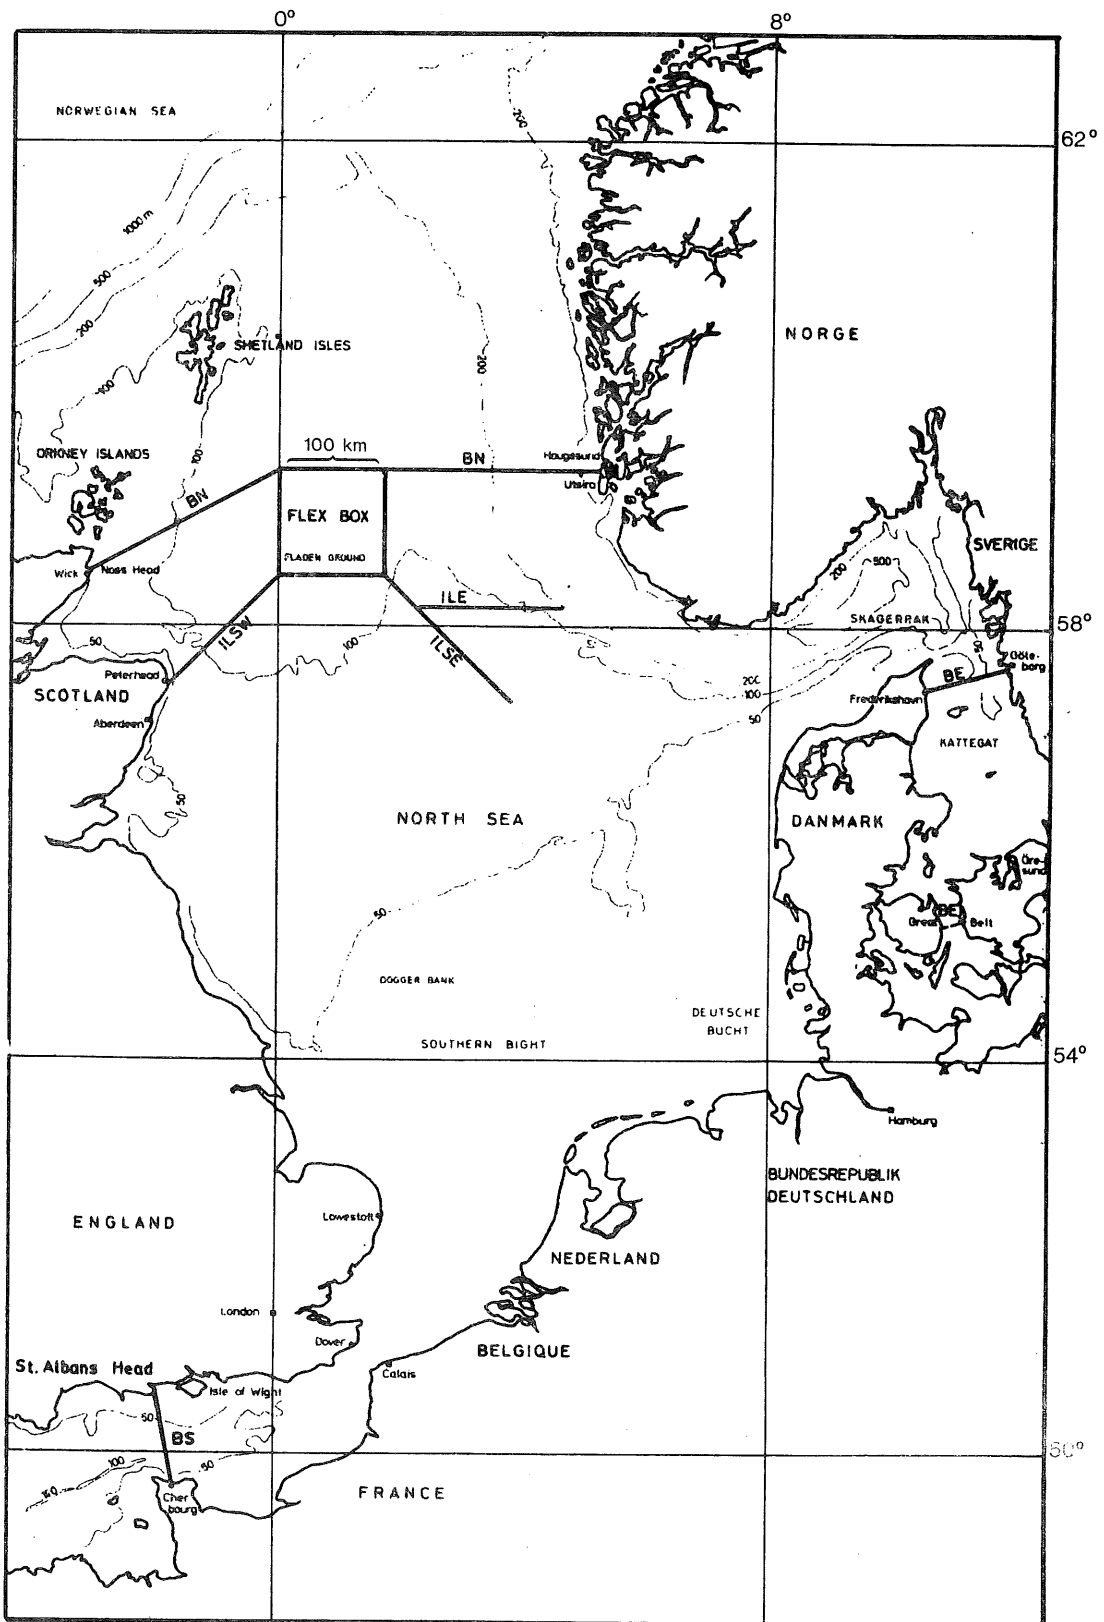 0°
8°
NORWEGIAN SEA
200
62°
1000 m
500
200
SHETLAND ISLES
NORGE
200
100
ORKNEY ISLANDS
100
100 km
BN
Haugesund
Utsira
BN
FLEX BOX
FLADEN GROUND
SVERIGE
500
200
Wick
Noss Head
ILE
58°
SKAGERRAK
ILSW
50
100
ILSE
50
Göte-
borg
Peterhead
BE
200
100
SCOTLAND
Frederikshavn
50
Aberdeen
KATTEGAT
50
NORTH SEA
DANMARK
Öre-
sund
50
BE
Great Belt
DOGGER BANK
DEUTSCHE
BUCHT
SOUTHERN BIGHT
54°
Hamburg
BUNDESREPUBLIK
DEUTSCHLAND
ENGLAND
Lowestoft
NEDERLAND
London
Dover
BELGIQUE
St. Albans Head
Calais
Isle of Wight
50
BS
50°
100
50
Cher
bourg
FRANCE